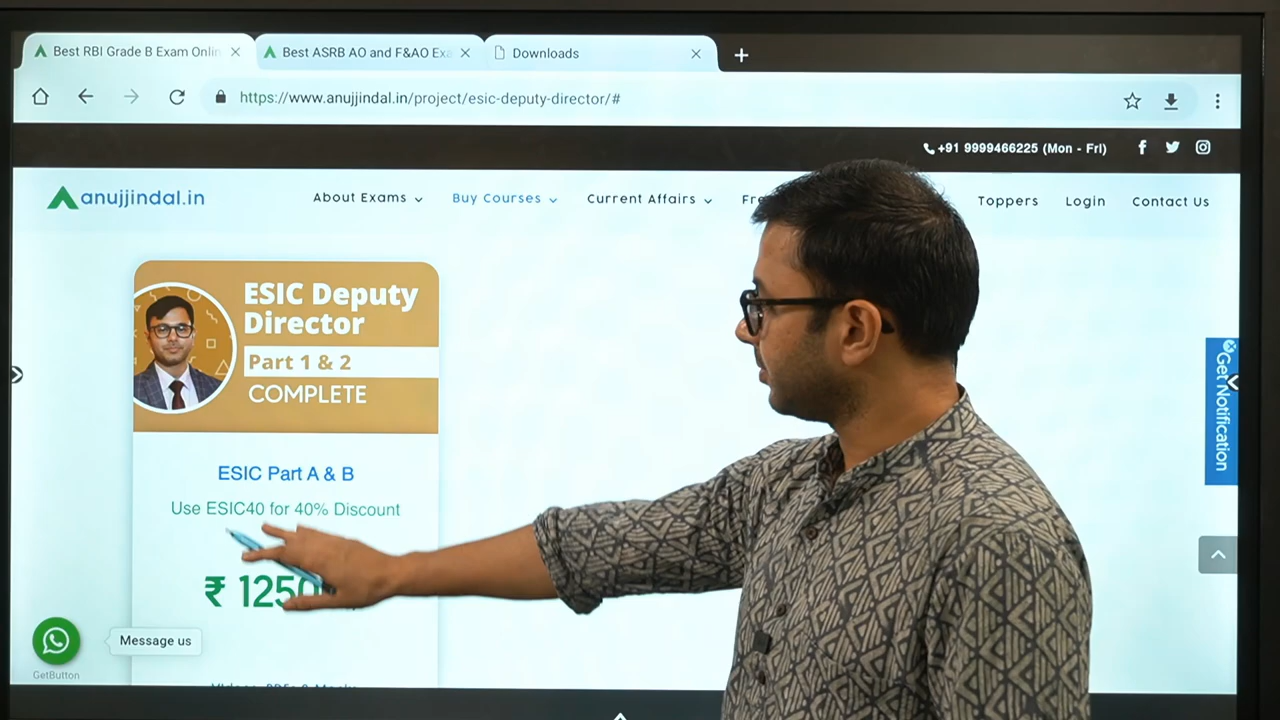 Best RBI Grade B Exam Onlin
Best ASRB AO and F&AO Exa
Downloads
https://www.anujjindal.in/project/esic-deputy-director/#
+91 9999466225 (Mon - Fri)
anujjindal.in
About Exams
Buy Courses
Current Affairs
Toppers
Login
Contact Us
ESIC Deputy
Director
Part 1 & 2
COMPLETE
Get Notification
ESIC Part A & B
Use ESIC40 for 40% Discount
₹ 1250
Message us
GetButton